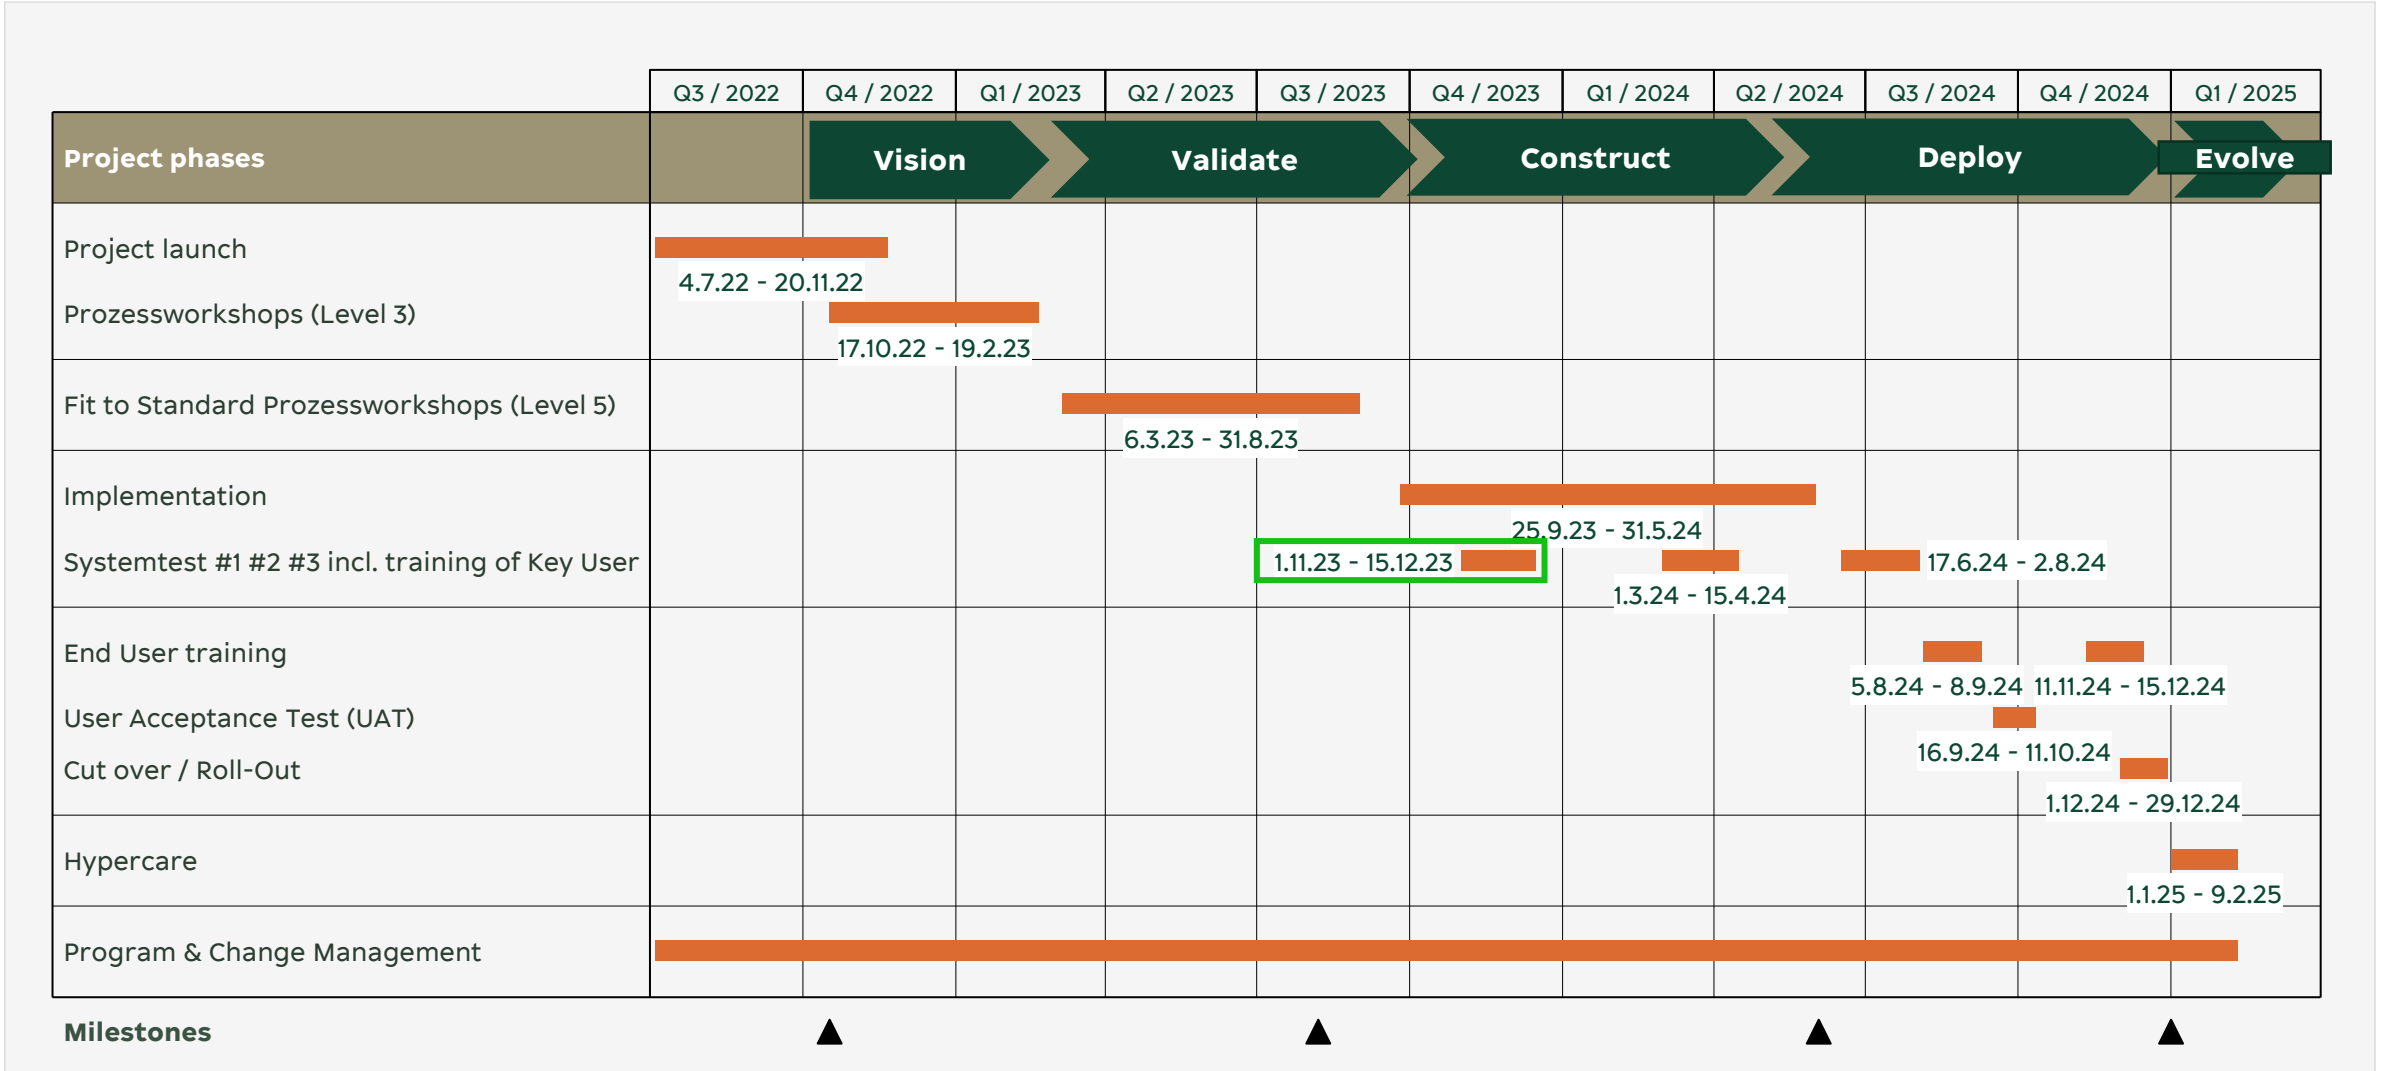 Q3 / 2022 Q4 / 2022 Q1 / 2023 Q2 / 2023 Q3 / 2023 Q4 / 2023 Q1 / 2024 Q2 / 2024 Q3 / 2024 Q4 / 2024 Q1 / 2025
Project phases Vision Validate Construct Deploy Evolve
Project launch
4.7.22 - 20.11.22
Prozessworkshops (Level 3)
17.10.22 - 19.2.23
Fit to Standard Prozessworkshops (Level 5)
6.3.23 - 31.8.23
Implementation
25.9.23 - 31.5.24
Systemtest #1 #2 #3 incl. training of Key User 1.11.23 - 15.12.23 17.6.24 - 2.8.24
1.3.24 - 15.4.24
End User training
5.8.24 - 8.9.24 11.11.24 - 15.12.24
User Acceptance Test (UAT)
16.9.24 - 11.10.24
Cut over / Roll-Out
1.12.24 - 29.12.24
Hypercare
1.1.25 - 9.2.25
Program & Change Management
Milestones